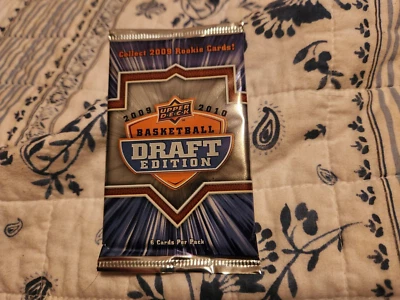 Collect 2009 Rookie Cards!
UPPER
DECK
2009 2010
BASKETBALL
DRAFT
EDITION
6 Cards Per Pack